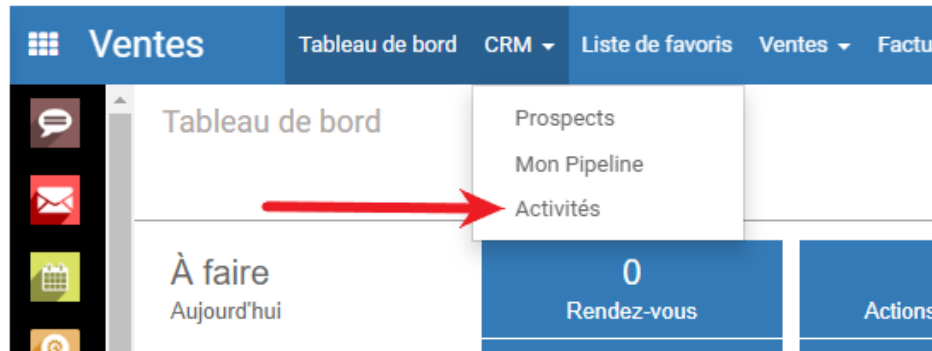 Ventes Tableau de bord CRM Liste de favoris Ventes Factu
Tableau de bord
Prospects
Mon Pipeline
Activités
À faire
Aujourd'hui
0
Rendez-vous
Actions